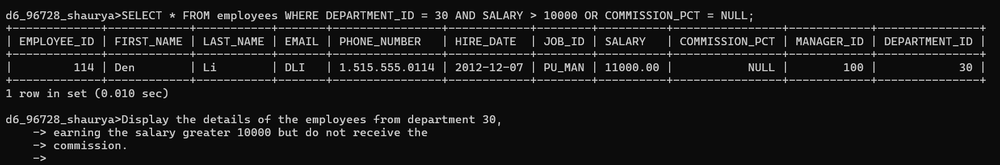 d6_96728_shaurya>SELECT * FROM employees WHERE DEPARTMENT_ID = 30 AND SALARY > 10000 OR COMMISSION_PCT = NULL;
+-------------+------------+-----------+-------+----------------+------------+--------+----------+----------------+------------+---------------+
| EMPLOYEE_ID | FIRST_NAME | LAST_NAME | EMAIL | PHONE_NUMBER   | HIRE_DATE  | JOB_ID | SALARY   | COMMISSION_PCT | MANAGER_ID | DEPARTMENT_ID |
+-------------+------------+-----------+-------+----------------+------------+--------+----------+----------------+------------+---------------+
|         114 | Den        | Li        | DLI   | 1.515.555.0114 | 2012-12-07 | PU_MAN | 11000.00 |           NULL |        100 |            30 |
+-------------+------------+-----------+-------+----------------+------------+--------+----------+----------------+------------+---------------+
1 row in set (0.010 sec)
d6_96728_shaurya>Display the details of the employees from department 30,
    -> earning the salary greater 10000 but do not receive the
    -> commission.
    ->